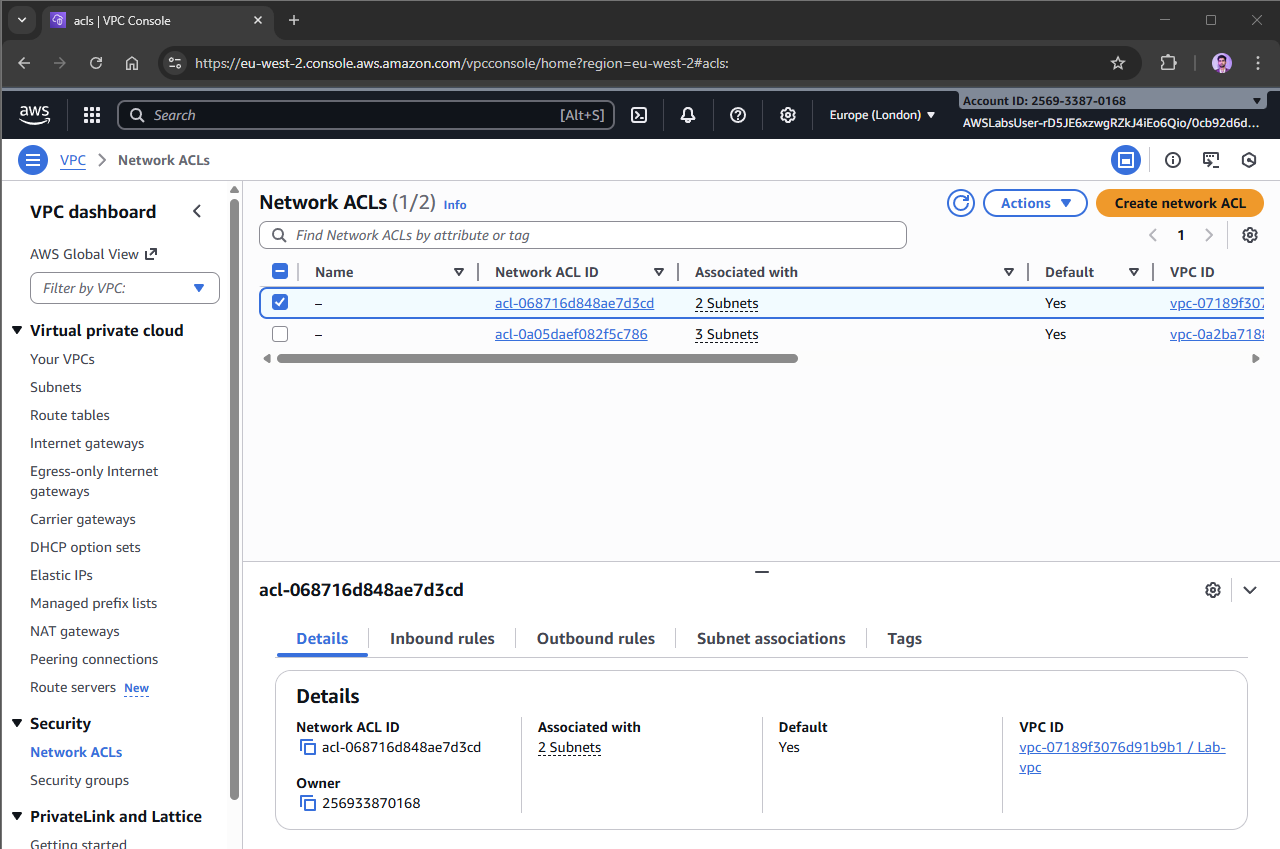 acls | VPC Console
https://eu-west-2.console.aws.amazon.com/vpcconsole/home?region=eu-west-2#acls:
aws
Search
[Alt+S]
Europe (London)
Account ID: 2569-3387-0168
AWSLabsUser-rD5JE6xzwgRZkJ4iEo6Qio/0cb92d6d...
VPC
Network ACLs
VPC dashboard
AWS Global View
Filter by VPC:
Virtual private cloud
Your VPCs
Subnets
Route tables
Internet gateways
Egress-only Internet
gateways
Carrier gateways
DHCP option sets
Elastic IPs
Managed prefix lists
NAT gateways
Peering connections
Route servers New
Security
Network ACLs
Security groups
PrivateLink and Lattice
Getting started
Network ACLs (1/2) Info
Actions
Create network ACL
Find Network ACLs by attribute or tag
1
Name Network ACL ID Associated with Default VPC ID
– acl-068716d848ae7d3cd 2 Subnets Yes vpc-07189f307
– acl-0a05daef082f5c786 3 Subnets Yes vpc-0a2ba7188
acl-068716d848ae7d3cd
Details Inbound rules Outbound rules Subnet associations Tags
Details
Network ACL ID
acl-068716d848ae7d3cd
Owner
256933870168
Associated with
2 Subnets
Default
Yes
VPC ID
vpc-07189f3076d91b9b1 / Lab-
vpc